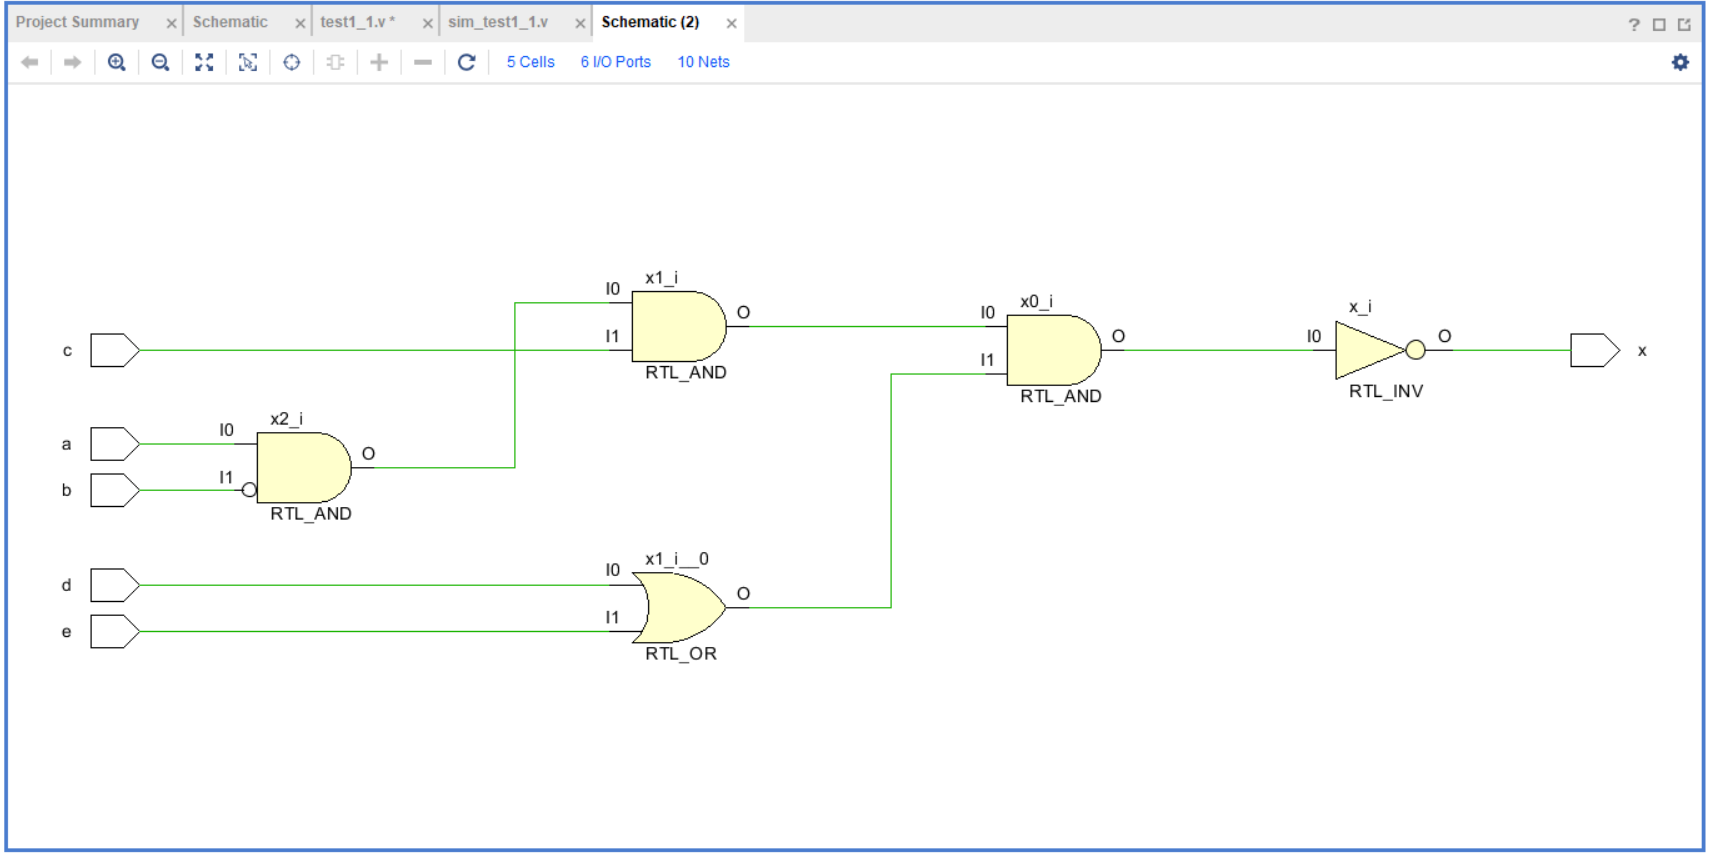 Project Summary × Schematic × test1_1.v * × sim_test1_1.v × Schematic (2) × ?
5 Cells 6 I/O Ports 10 Nets
x1_i
I0
O
I1
RTL_AND
x0_i
I0
O
I1
RTL_AND
x_i
I0
O
RTL_INV
x
c
x2_i
a
I0
O
b
I1
RTL_AND
x1_i__0
d
I0
O
e
I1
RTL_OR